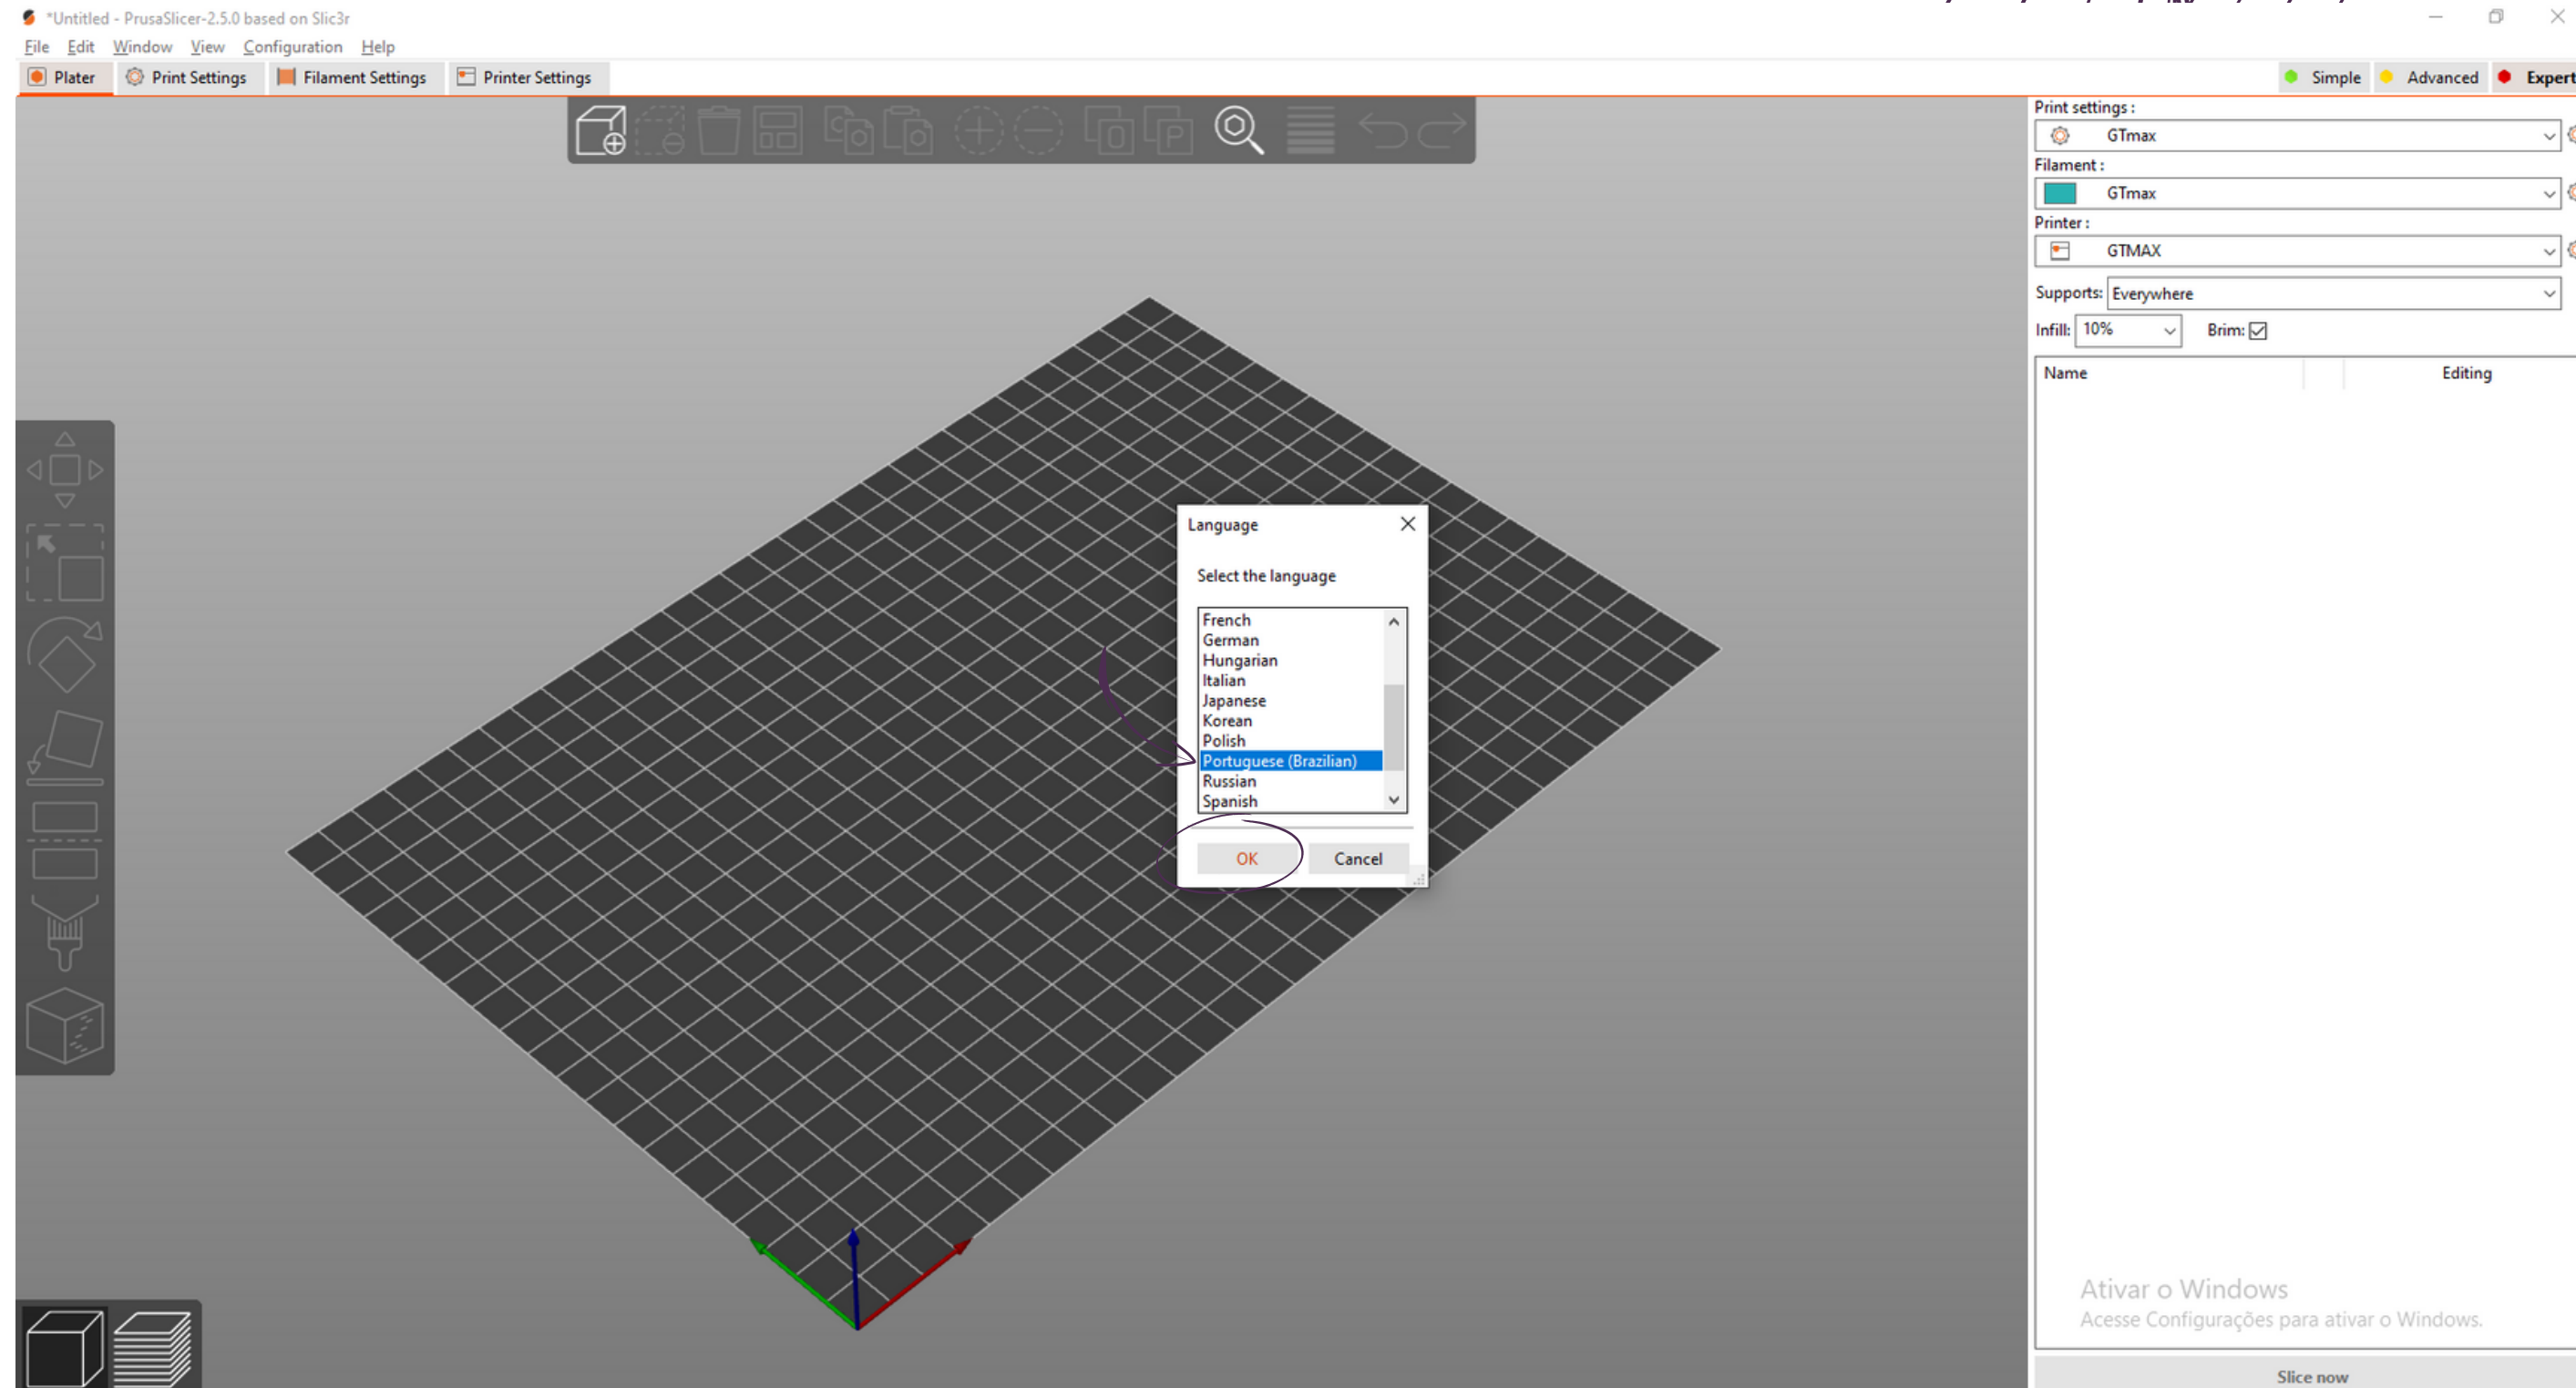 *Untitled - PrusaSlicer-2.5.0 based on Slic3r
File Edit Window View Configuration Help
Plater Print Settings Filament Settings Printer Settings Simple Advanced Expert
Print settings :
GTmax
Filament :
GTmax
Printer :
GTMAX
Supports: Everywhere
Infill: 10% Brim:
Name Editing
Language
Select the language
French
German
Hungarian
Italian
Japanese
Korean
Polish
Portuguese (Brazilian)
Russian
Spanish
OK Cancel
Ativar o Windows
Acesse Configurações para ativar o Windows.
Slice now